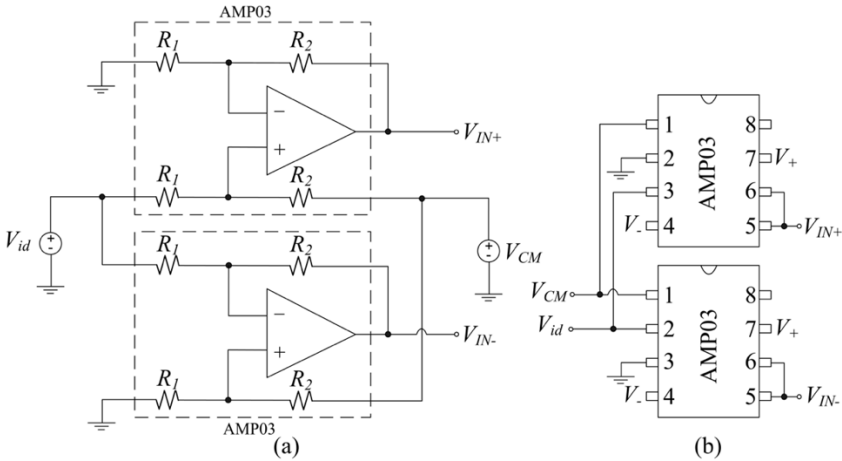 AMP03
R1
R2
VIN+
R1
R2
Vid
VCM
R1
R2
VIN-
R1
R2
AMP03
(a)
AMP03
1
2
3
4
8
7
6
5
V-
V+
VIN+
AMP03
1
2
3
4
8
7
6
5
VCM
Vid
V-
V+
VIN-
(b)